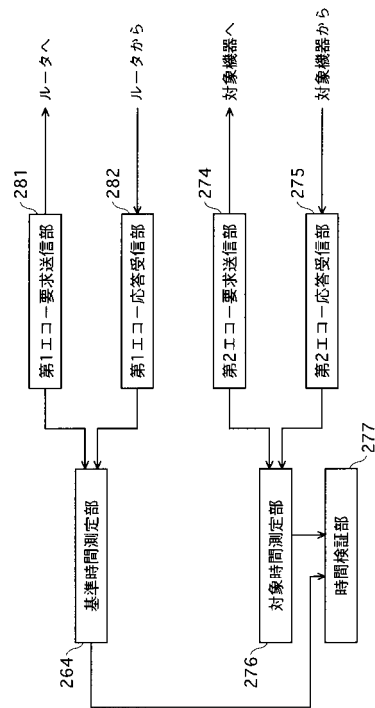 281
第1エコー要求送信部
ルータへ
282
第1エコー応答受信部
ルータから
基準時間測定部
264
274
第2エコー要求送信部
対象機器へ
275
第2エコー応答受信部
対象機器から
対象時間測定部
276
時間検証部
277